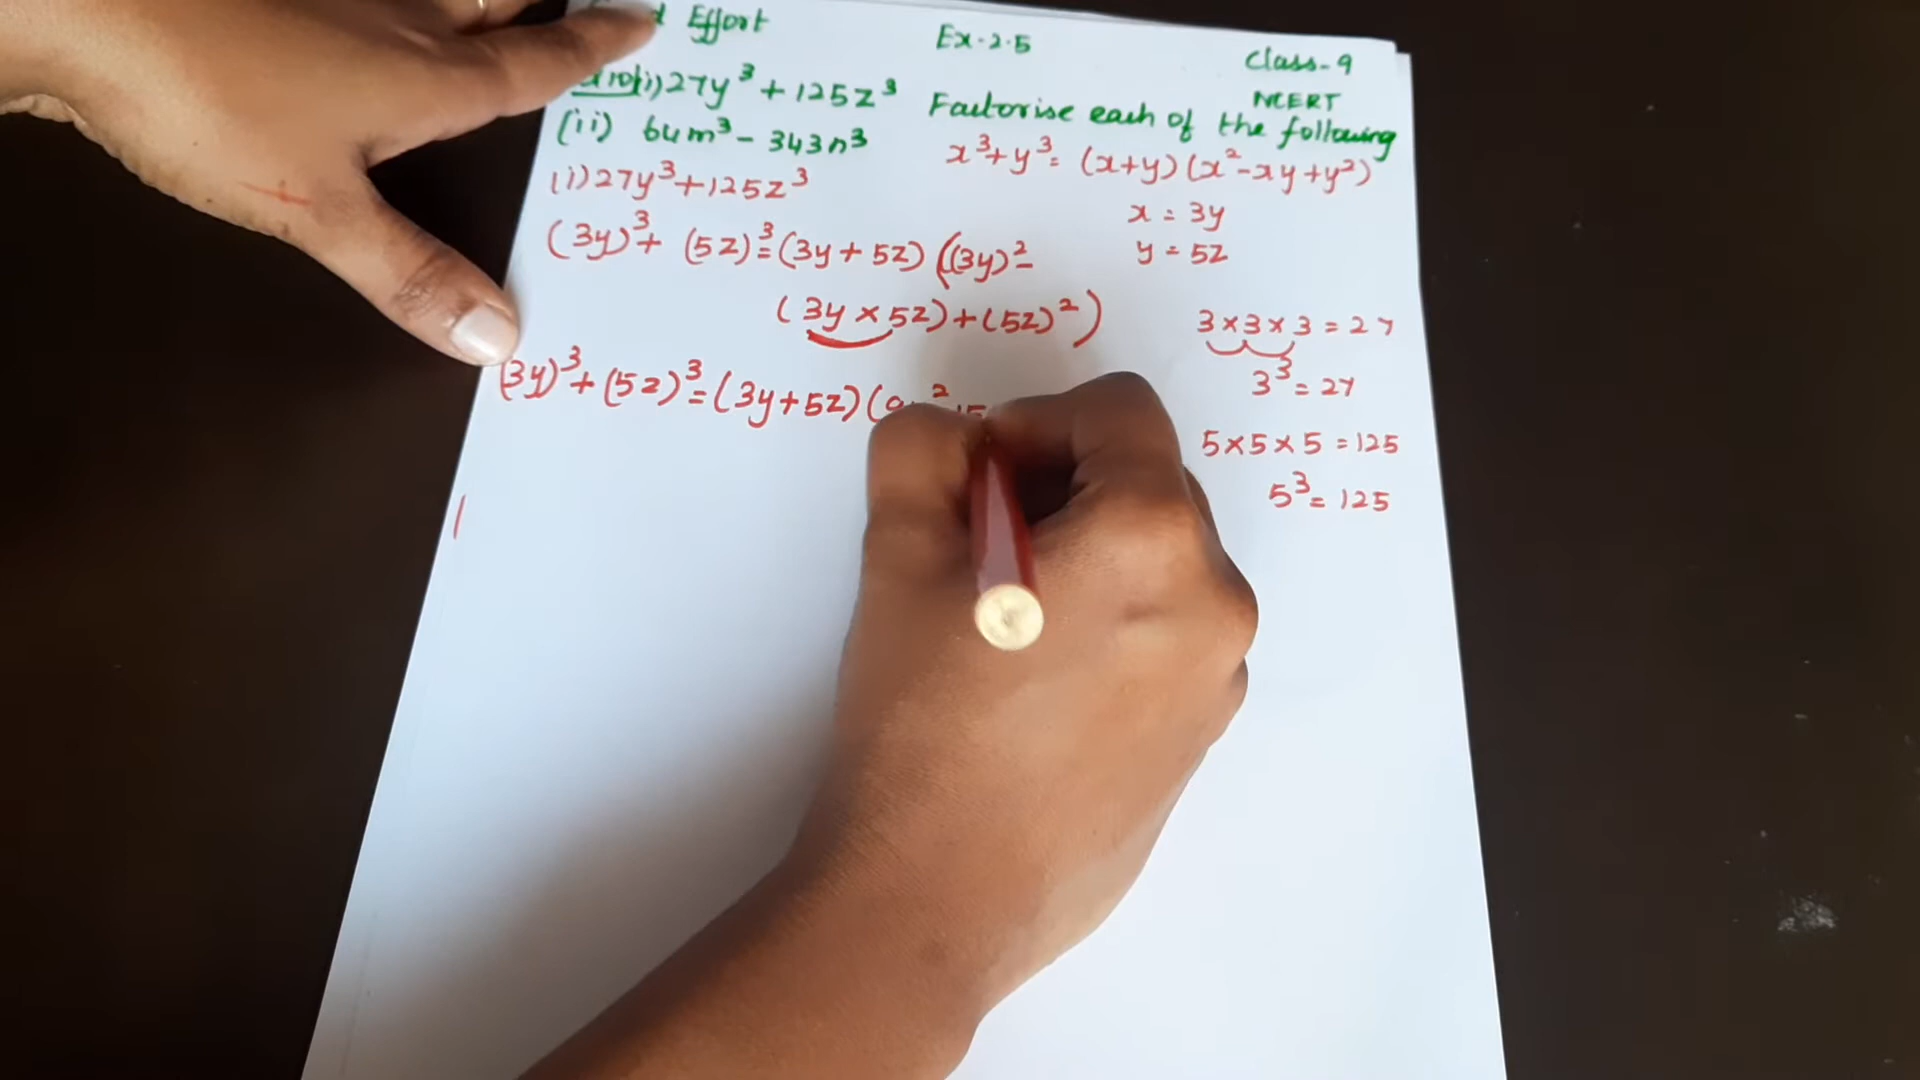 Effort
Ex-2.5
Class-9
NCERT
(i) 27y³ + 125z³
Factorise each of the following
(ii) 64m³ - 343n³
x³+y³ = (x+y) (x²-xy+y²)
(i) 27y³+125z³
x = 3y
y = 5z
(3y)³+ (5z)³=(3y+5z) ((3y)²-
(3y × 5z)+(5z)²)
3×3×3 = 27
3³ = 27
(3y)³+(5z)³=(3y+5z)(9y²-15
5×5×5 = 125
5³ = 125